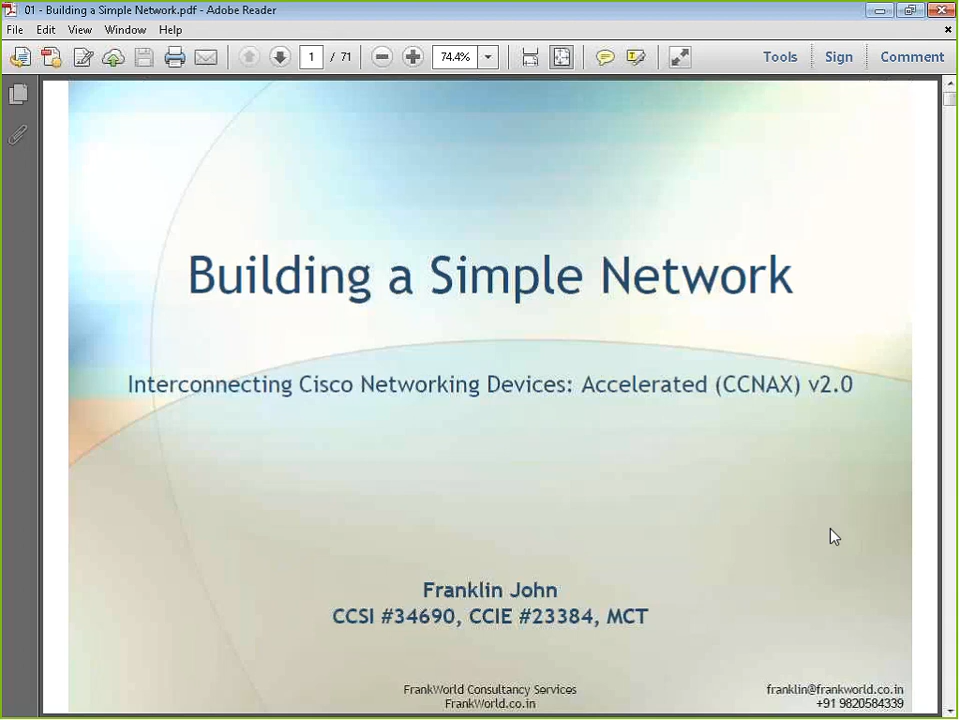 01 - Building a Simple Network.pdf - Adobe Reader
File Edit View Window Help
1 / 71 74.4% Tools Sign Comment
Building a Simple Network
Interconnecting Cisco Networking Devices: Accelerated (CCNAX) v2.0
Franklin John
CCSI #34690, CCIE #23384, MCT
FrankWorld Consultancy Services
FrankWorld.co.in
franklin@frankworld.co.in
+91 9820584339